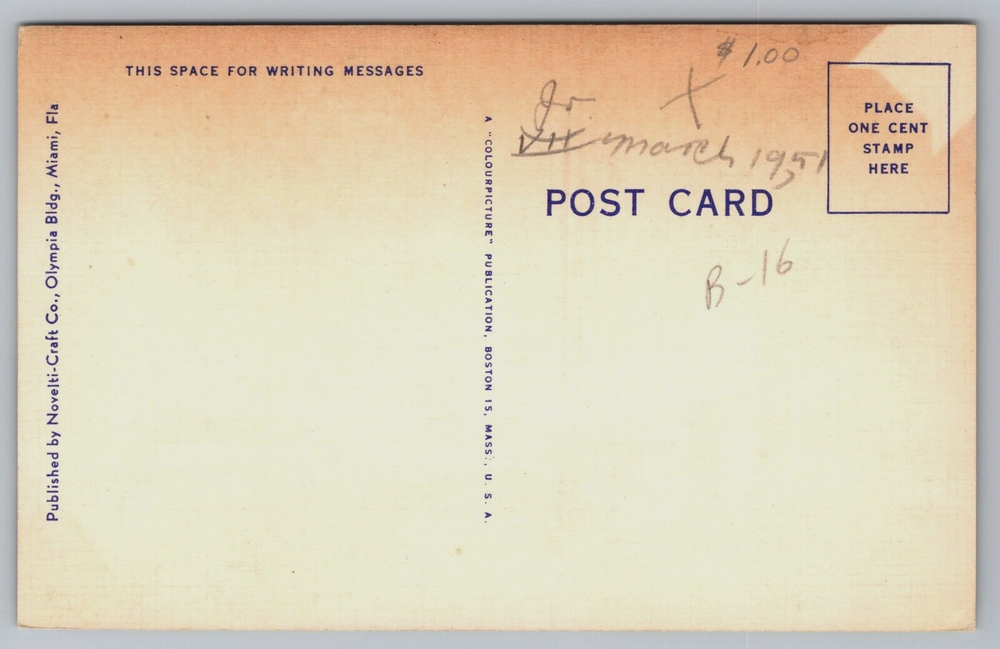 THIS SPACE FOR WRITING MESSAGES
Published by Novelti-Craft Co., Olympia Bldg., Miami, Fla
A "COLOURPICTURE" PUBLICATION, BOSTON 15, MASS., U. S. A.
$1.00
X
march 1951
POST CARD
B-16
PLACE
ONE CENT
STAMP
HERE